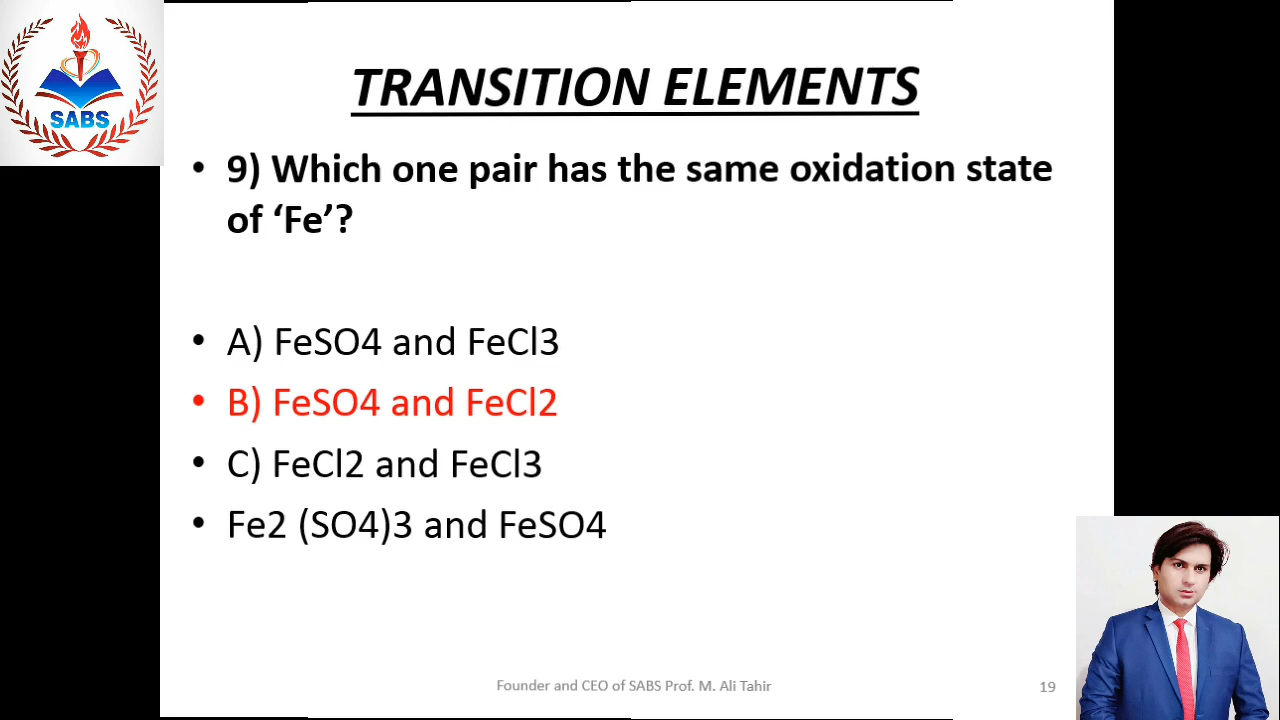 SABS
TRANSITION ELEMENTS
• 9) Which one pair has the same oxidation state
of ‘Fe’?
• A) FeSO4 and FeCl3
• B) FeSO4 and FeCl2
• C) FeCl2 and FeCl3
• Fe2 (SO4)3 and FeSO4
Founder and CEO of SABS Prof. M. Ali Tahir
19